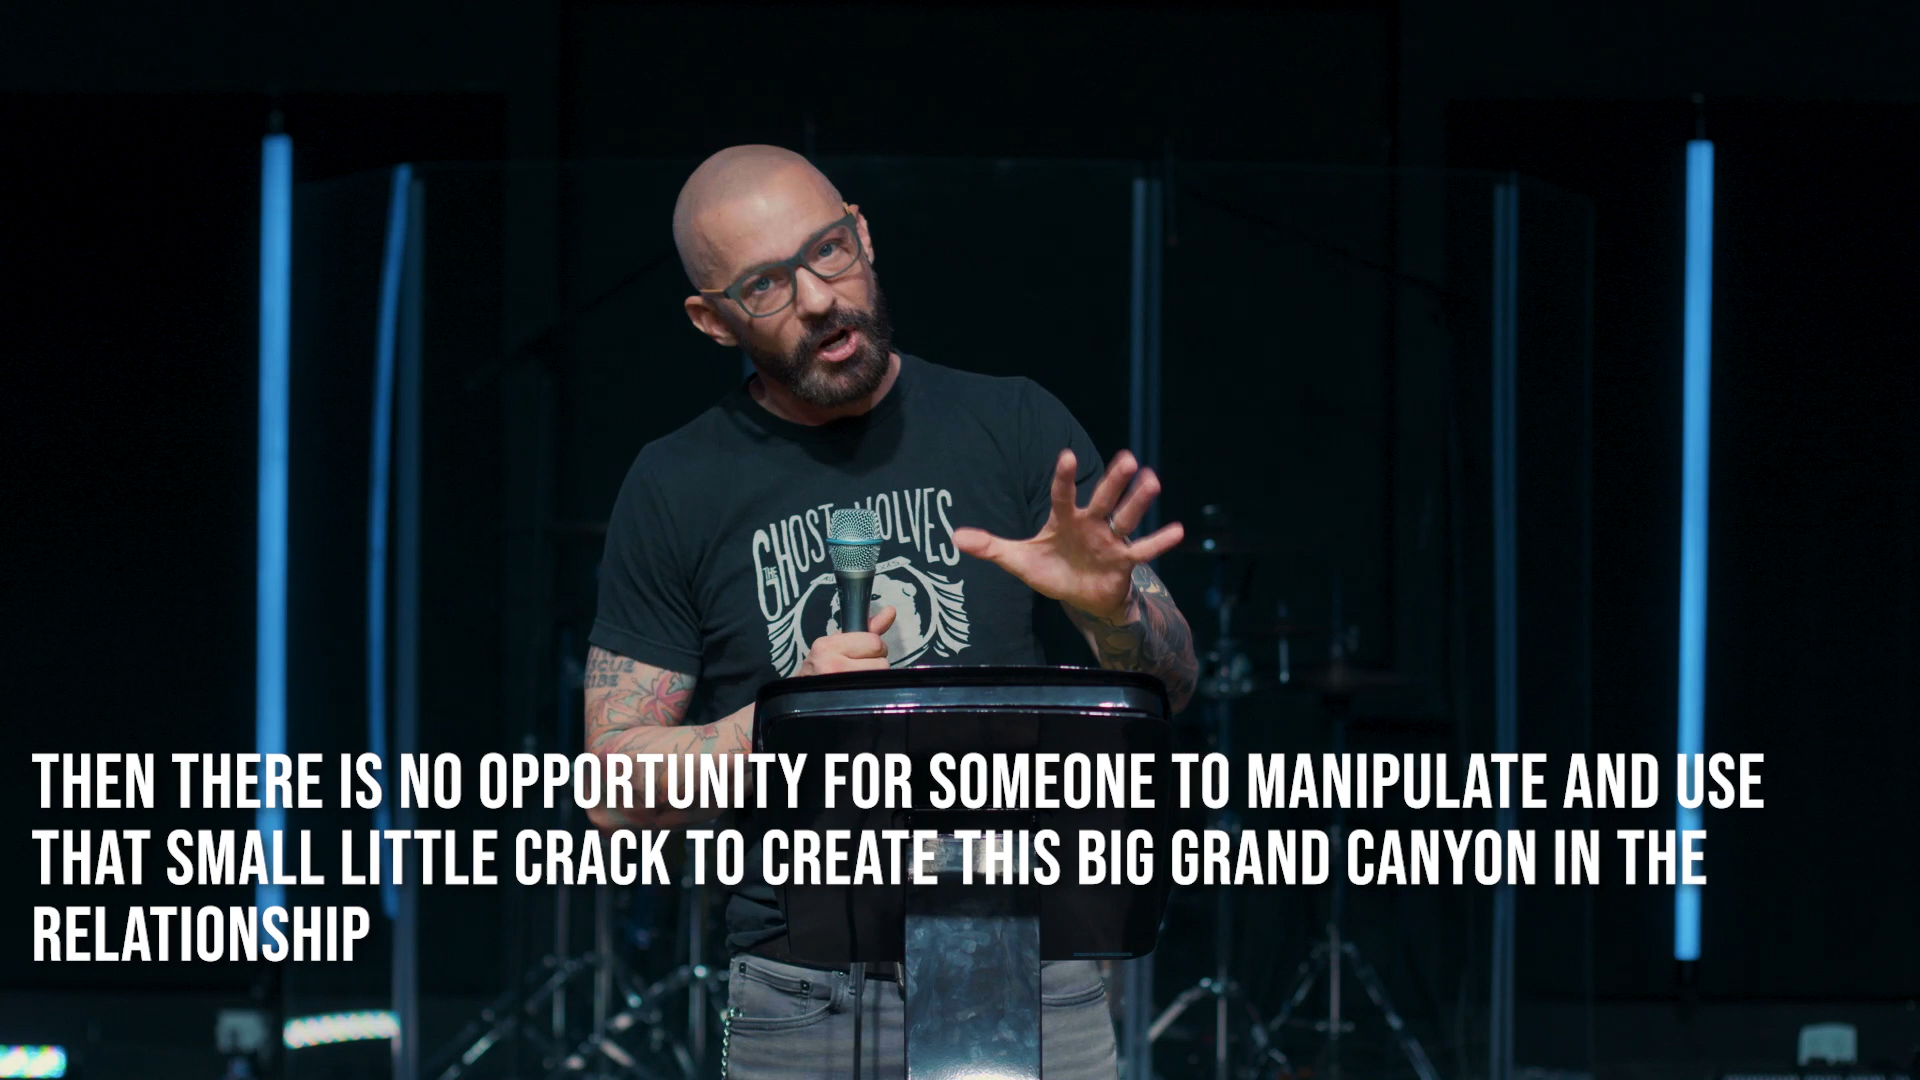 THE GHOST WOLVES
THEN THERE IS NO OPPORTUNITY FOR SOMEONE TO MANIPULATE AND USE
THAT SMALL LITTLE CRACK TO CREATE THIS BIG GRAND CANYON IN THE
RELATIONSHIP